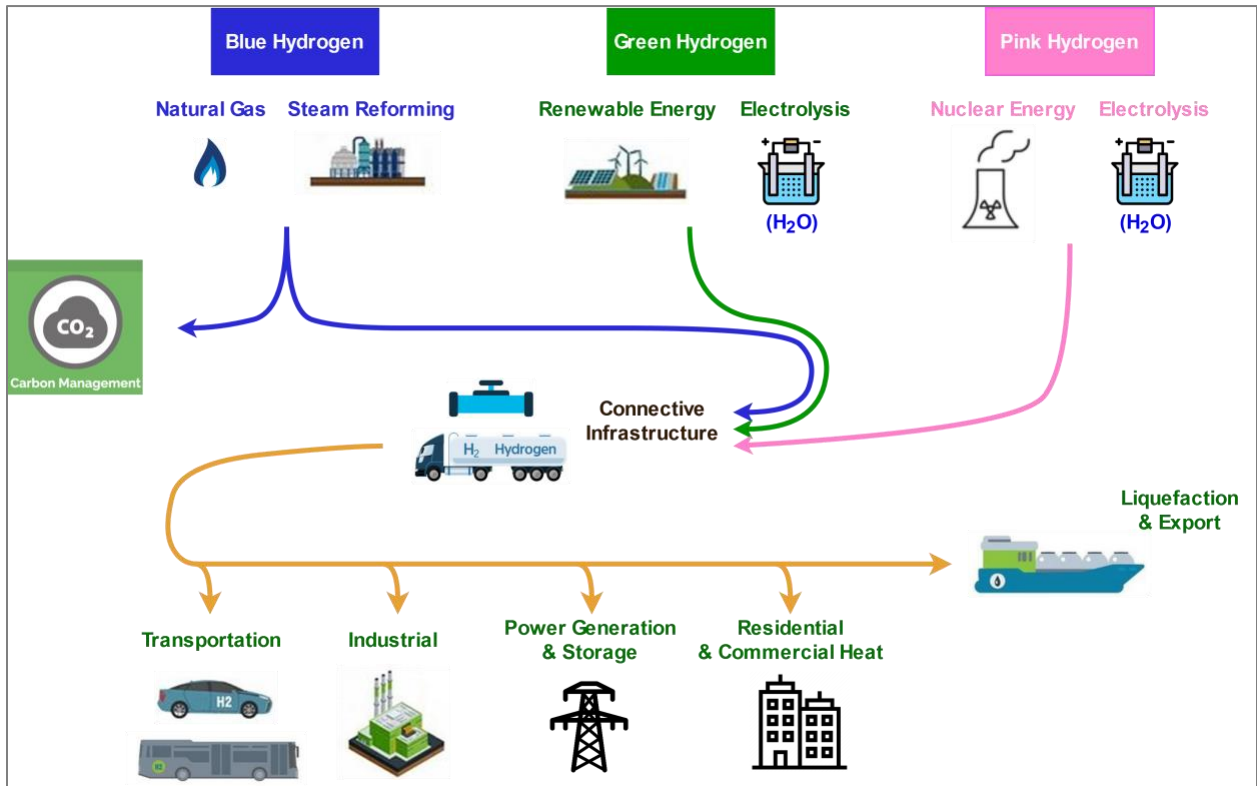 Blue Hydrogen
Green Hydrogen
Pink Hydrogen
Natural Gas
Steam Reforming
Renewable Energy
Electrolysis
Nuclear Energy
Electrolysis
+ −
+ −
(H₂O)
(H₂O)
CO₂
Carbon Management
Connective
Infrastructure
H₂ Hydrogen
Liquefaction
& Export
Transportation
Industrial
Power Generation
& Storage
Residential
& Commercial Heat
H2
H2